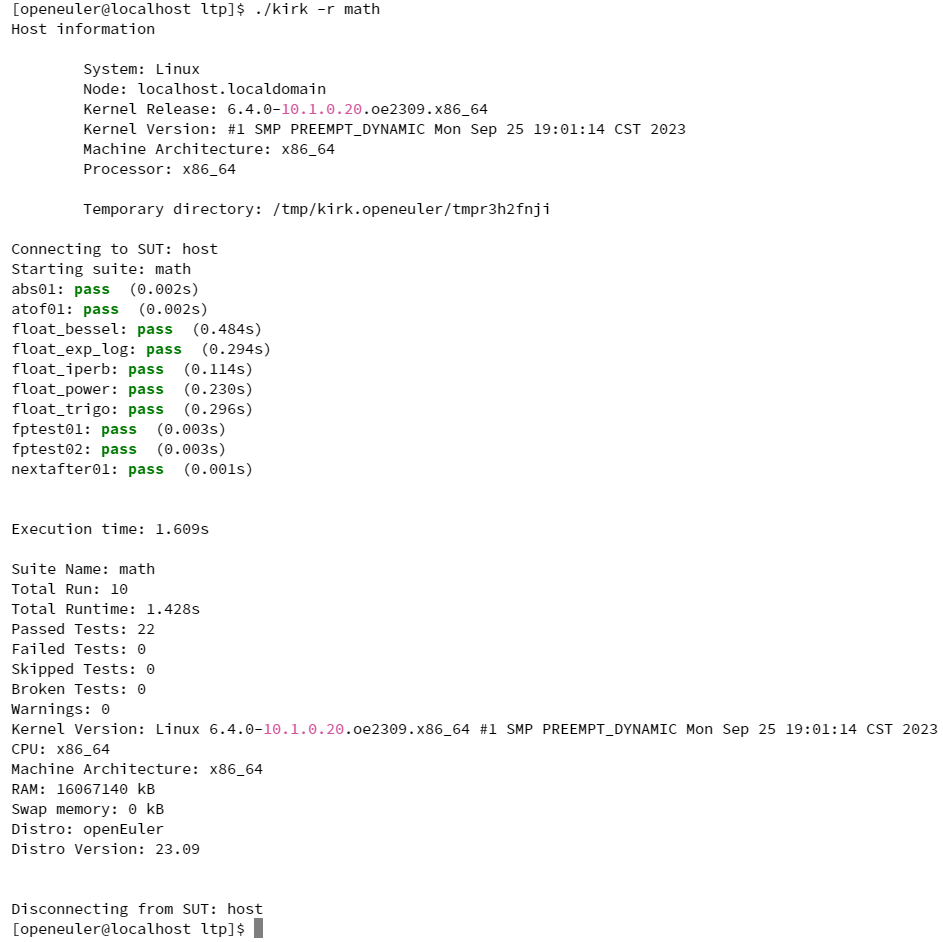 [openeuler@localhost ltp]$ ./kirk -r math
Host information
System: Linux
Node: localhost.localdomain
Kernel Release: 6.4.0-10.1.0.20.oe2309.x86_64
Kernel Version: #1 SMP PREEMPT_DYNAMIC Mon Sep 25 19:01:14 CST 2023
Machine Architecture: x86_64
Processor: x86_64
Temporary directory: /tmp/kirk.openeuler/tmpr3h2fnji
Connecting to SUT: host
Starting suite: math
abs01: pass  (0.002s)
atof01: pass  (0.002s)
float_bessel: pass  (0.484s)
float_exp_log: pass  (0.294s)
float_iperb: pass  (0.114s)
float_power: pass  (0.230s)
float_trigo: pass  (0.296s)
fptest01: pass  (0.003s)
fptest02: pass  (0.003s)
nextafter01: pass  (0.001s)
Execution time: 1.609s
Suite Name: math
Total Run: 10
Total Runtime: 1.428s
Passed Tests: 22
Failed Tests: 0
Skipped Tests: 0
Broken Tests: 0
Warnings: 0
Kernel Version: Linux 6.4.0-10.1.0.20.oe2309.x86_64 #1 SMP PREEMPT_DYNAMIC Mon Sep 25 19:01:14 CST 2023
CPU: x86_64
Machine Architecture: x86_64
RAM: 16067140 kB
Swap memory: 0 kB
Distro: openEuler
Distro Version: 23.09
Disconnecting from SUT: host
[openeuler@localhost ltp]$